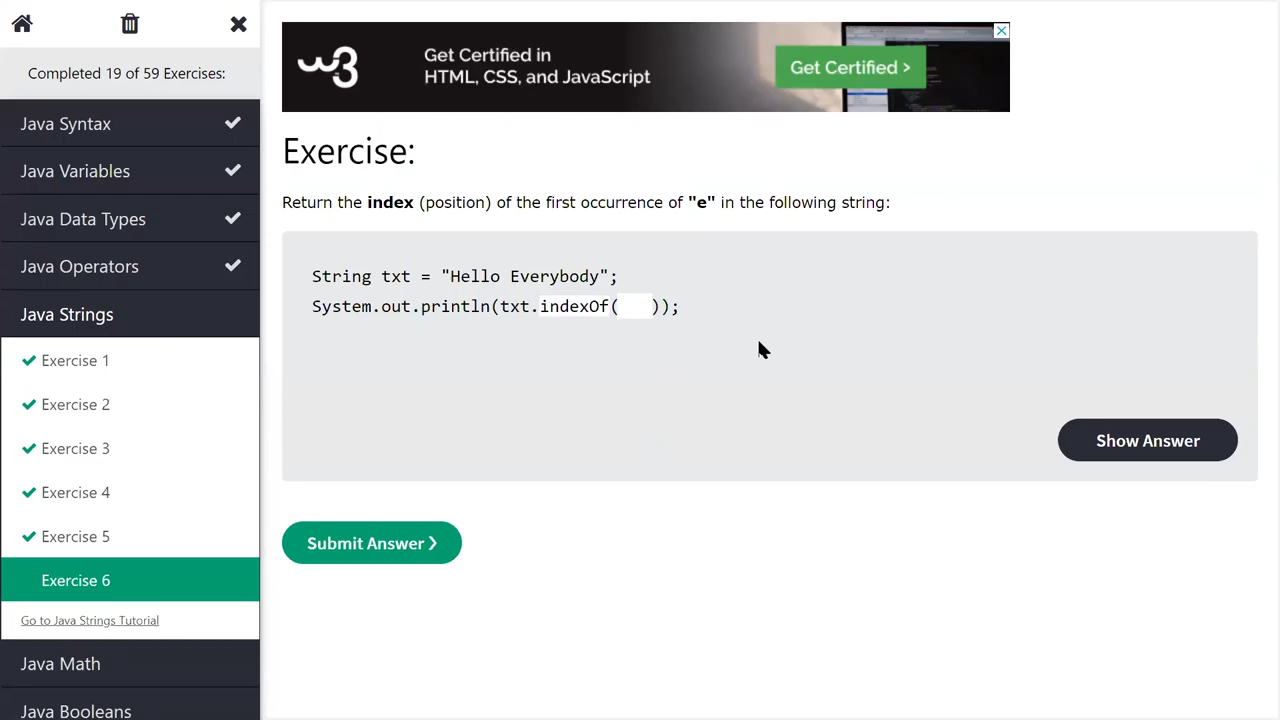 Completed 19 of 59 Exercises:
Java Syntax
Java Variables
Java Data Types
Java Operators
Java Strings
Exercise 1
Exercise 2
Exercise 3
Exercise 4
Exercise 5
Exercise 6
Go to Java Strings Tutorial
Java Math
Java Booleans
w3
Get Certified in
HTML, CSS, and JavaScript
Get Certified >
Exercise:
Return the index (position) of the first occurrence of "e" in the following string:
String txt = "Hello Everybody";
System.out.println(txt.indexOf(   ));
Show Answer
Submit Answer ❯